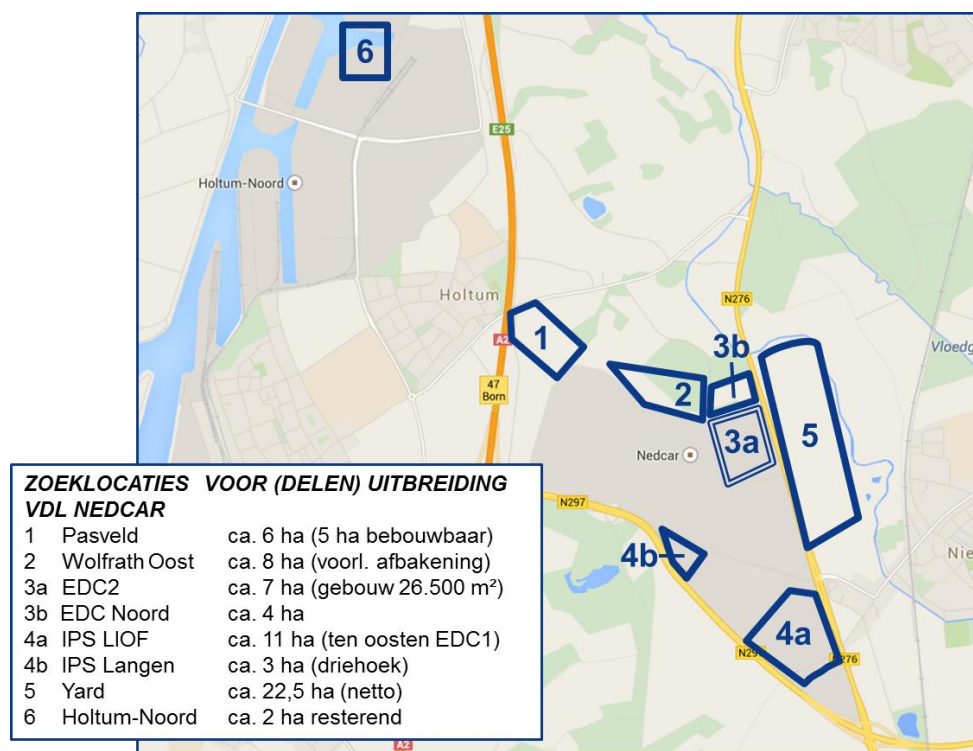 6
E25
Holtum-Noord
Holtum
N276
1
A2
3b
Vloedg
47
Born
2
3a
5
Nedcar
ZOEKLOCATIES VOOR (DELEN) UITBREIDING
VDL NEDCAR
1 Pasveld ca. 6 ha (5 ha bebouwbaar)
2 Wolfrath Oost ca. 8 ha (voorl. afbakening)
3a EDC2 ca. 7 ha (gebouw 26.500 m²)
3b EDC Noord ca. 4 ha
4a IPS LIOF ca. 11 ha (ten oosten EDC1)
4b IPS Langen ca. 3 ha (driehoek)
5 Yard ca. 22,5 ha (netto)
6 Holtum-Noord ca. 2 ha resterend
N297
4b
Nie
4a
N29
N276
A2